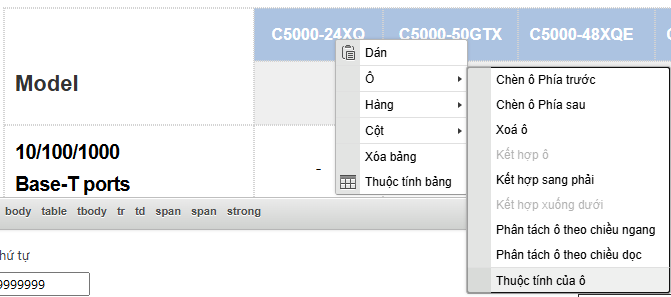 C5000-24XQ C5000-50GTX C5000-48XQE
Model
10/100/1000
Base-T ports
-
Dán
Ô
Hàng
Cột
Xóa bảng
Thuộc tính bảng
Chèn ô Phía trước
Chèn ô Phía sau
Xoá ô
Kết hợp ô
Kết hợp sang phải
Kết hợp xuống dưới
Phân tách ô theo chiều ngang
Phân tách ô theo chiều dọc
Thuộc tính của ô
body table tbody tr td span span strong
hứ tự
9999999